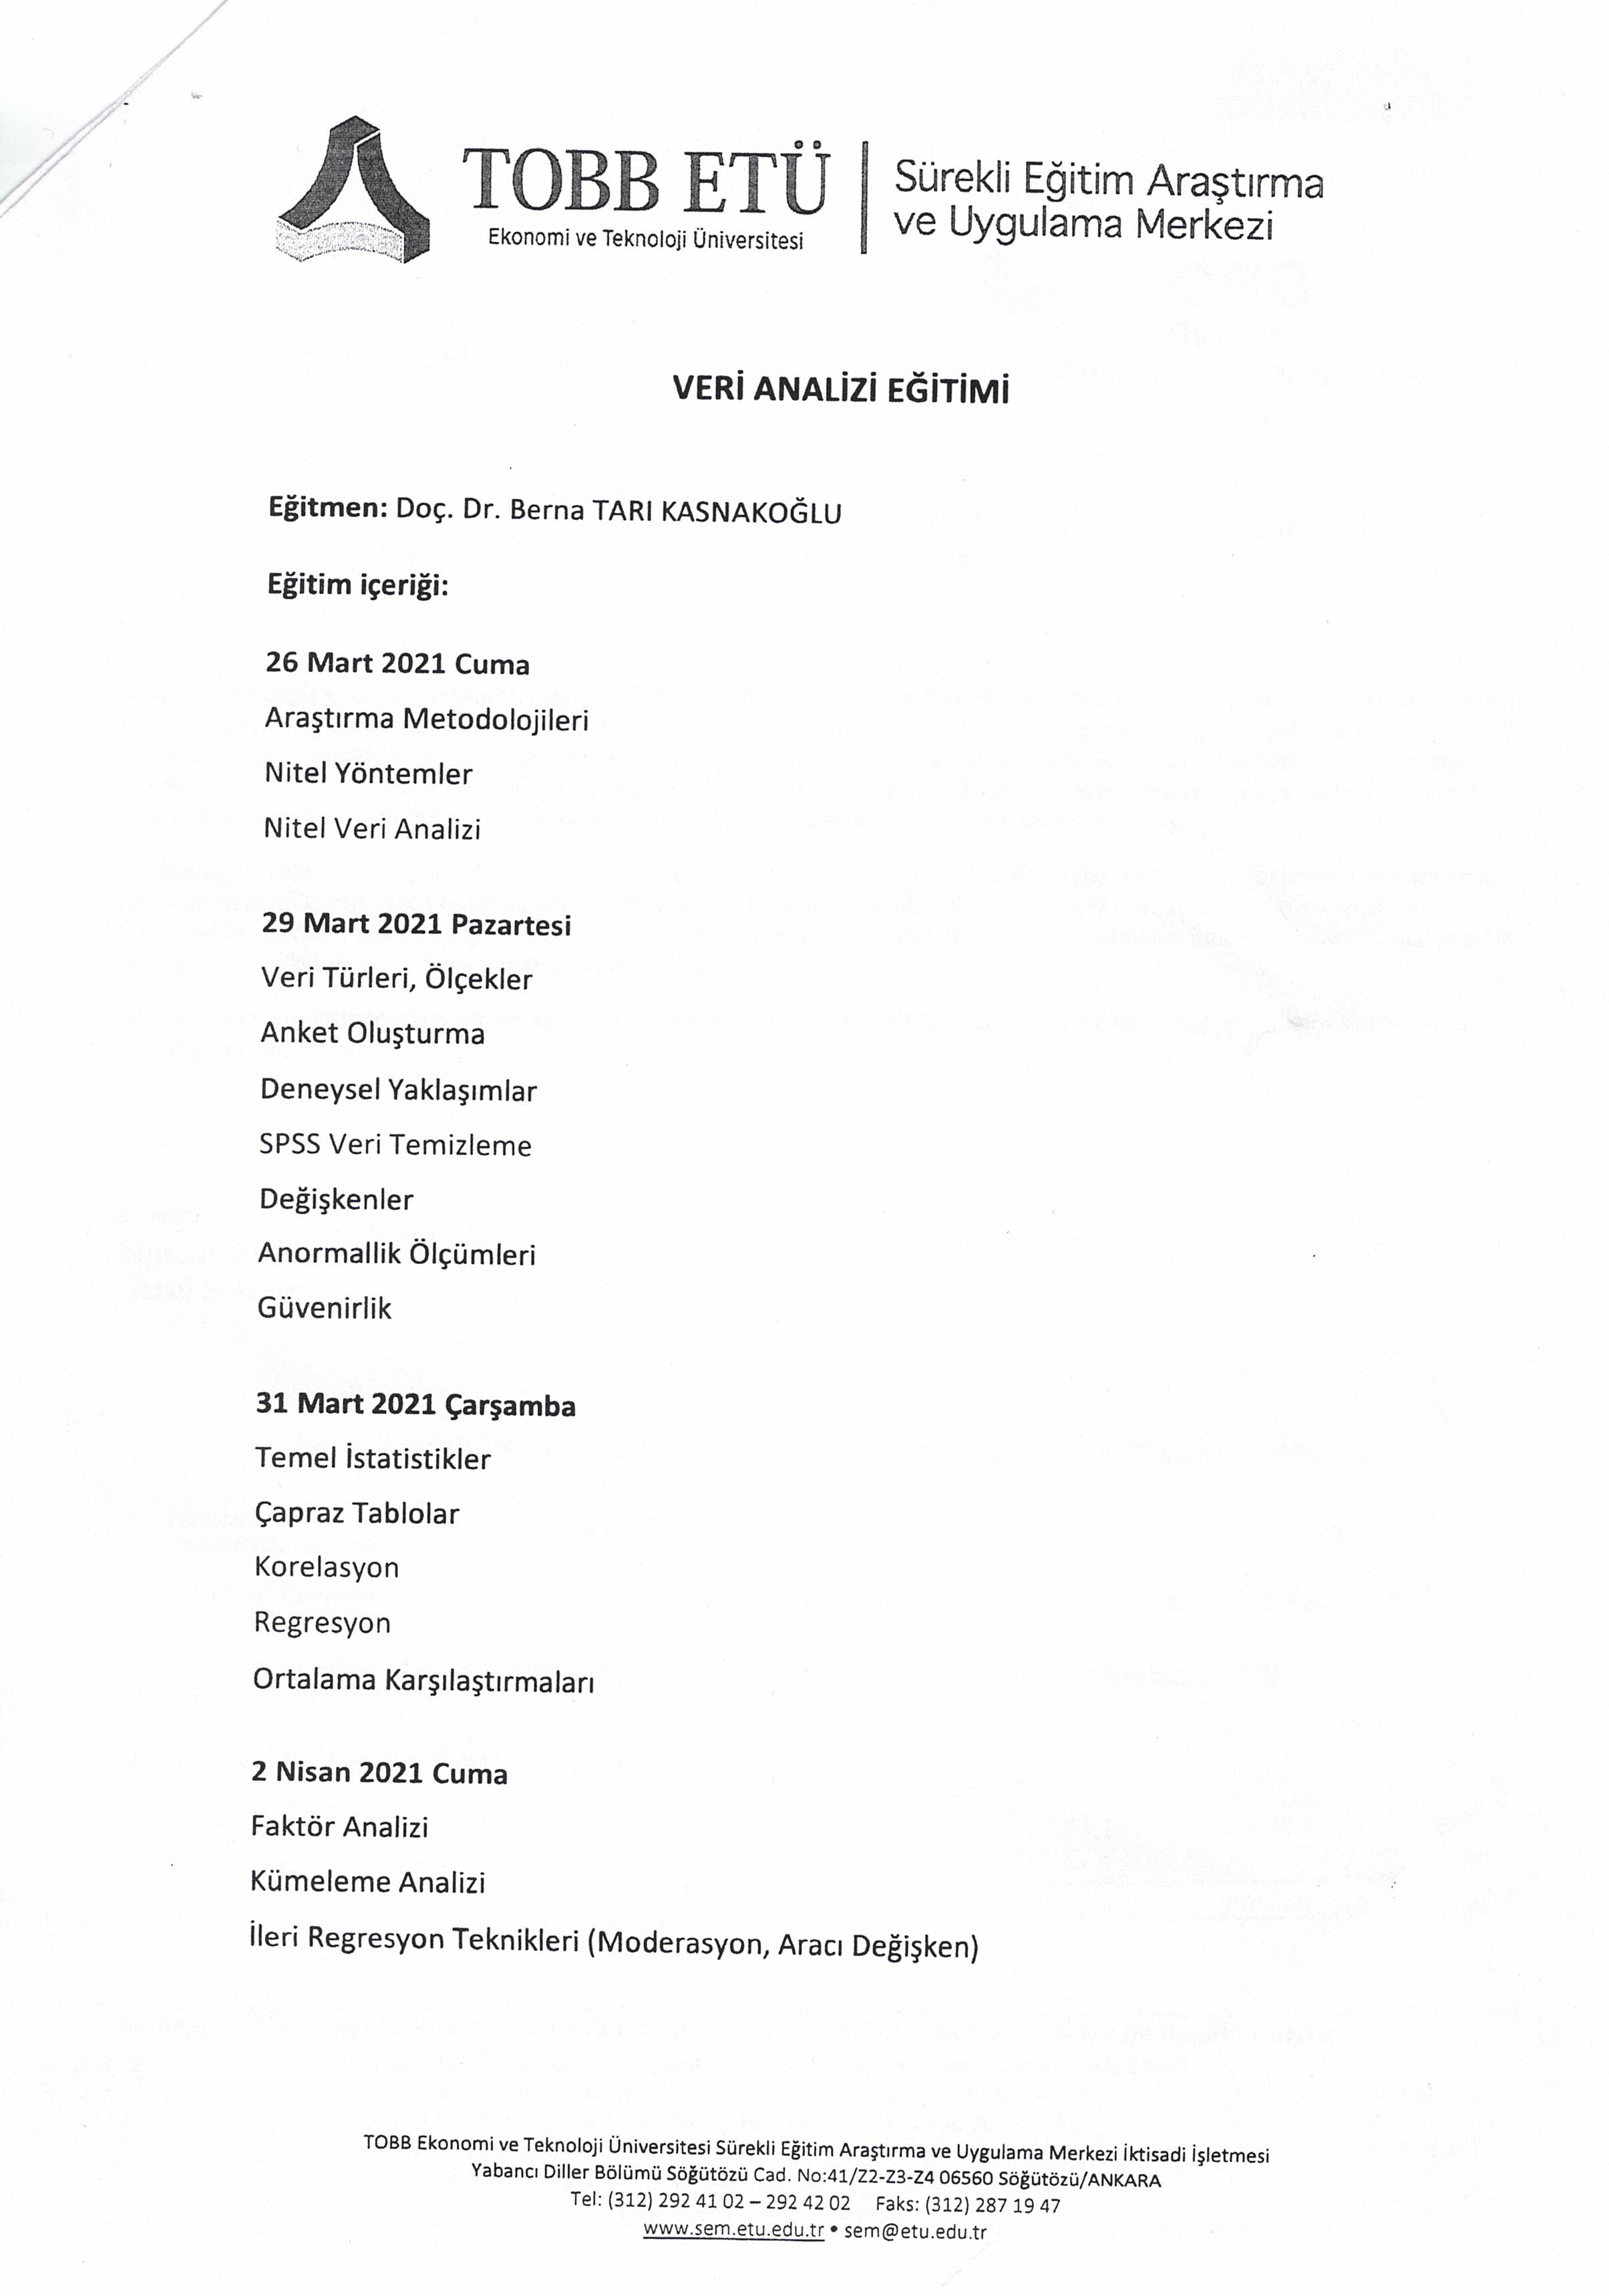 TOBB ETÜ
Ekonomi ve Teknoloji Üniversitesi
Sürekli Eğitim Araştırma
ve Uygulama Merkezi
VERİ ANALİZİ EĞİTİMİ
Eğitmen: Doç. Dr. Berna TARI KASNAKOĞLU
Eğitim içeriği:
26 Mart 2021 Cuma
Araştırma Metodolojileri
Nitel Yöntemler
Nitel Veri Analizi
29 Mart 2021 Pazartesi
Veri Türleri, Ölçekler
Anket Oluşturma
Deneysel Yaklaşımlar
SPSS Veri Temizleme
Değişkenler
Anormallik Ölçümleri
Güvenirlik
31 Mart 2021 Çarşamba
Temel İstatistikler
Çapraz Tablolar
Korelasyon
Regresyon
Ortalama Karşılaştırmaları
2 Nisan 2021 Cuma
Faktör Analizi
Kümeleme Analizi
İleri Regresyon Teknikleri (Moderasyon, Aracı Değişken)
TOBB Ekonomi ve Teknoloji Üniversitesi Sürekli Eğitim Araştırma ve Uygulama Merkezi İktisadi İşletmesi
Yabancı Diller Bölümü Söğütözü Cad. No:41/Z2-Z3-Z4 06560 Söğütözü/ANKARA
Tel: (312) 292 41 02 – 292 42 02 Faks: (312) 287 19 47
www.sem.etu.edu.tr • sem@etu.edu.tr